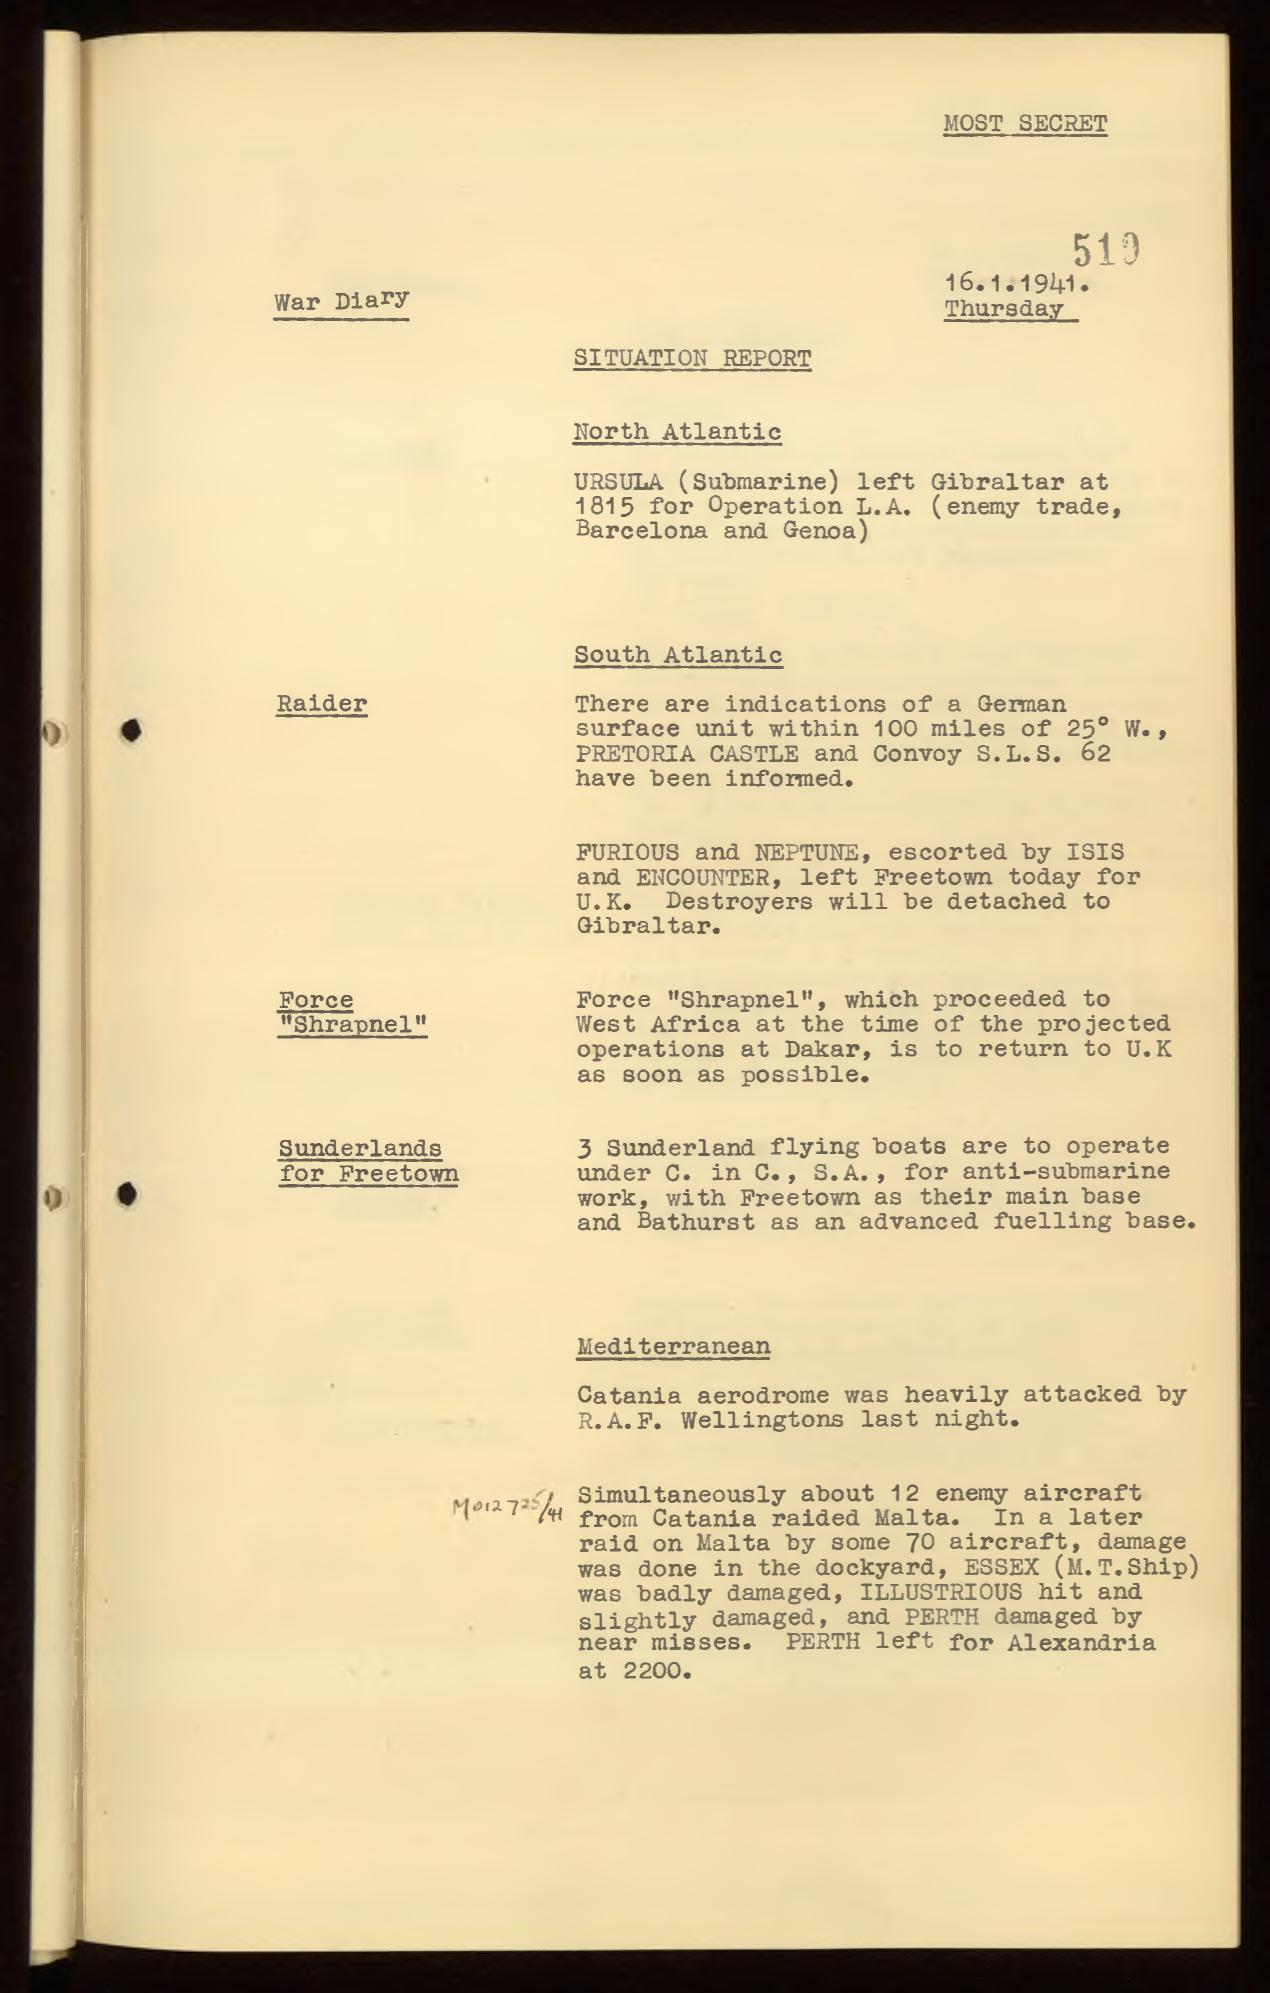 MOST SECRET
519
16.1.1941.
War Diary
Thursday
SITUATION REPORT
North Atlantic
URSULA (Submarine) left Gibraltar at
1815 for Operation L.A. (enemy trade,
Barcelona and Genoa)
South Atlantic
Raider
There are indications of a German
surface unit within 100 miles of 25° W.,
PRETORIA CASTLE and Convoy S.L.S. 62
have been informed.
FURIOUS and NEPTUNE, escorted by ISIS
and ENCOUNTER, left Freetown today for
U.K. Destroyers will be detached to
Gibraltar.
Force
"Shrapnel"
Force "Shrapnel", which proceeded to
West Africa at the time of the projected
operations at Dakar, is to return to U.K
as soon as possible.
Sunderlands
for Freetown
3 Sunderland flying boats are to operate
under C. in C., S.A., for anti-submarine
work, with Freetown as their main base
and Bathurst as an advanced fuelling base.
Mediterranean
Catania aerodrome was heavily attacked by
R.A.F. Wellingtons last night.
M012725/41
Simultaneously about 12 enemy aircraft
from Catania raided Malta. In a later
raid on Malta by some 70 aircraft, damage
was done in the dockyard, ESSEX (M.T.Ship)
was badly damaged, ILLUSTRIOUS hit and
slightly damaged, and PERTH damaged by
near misses. PERTH left for Alexandria
at 2200.